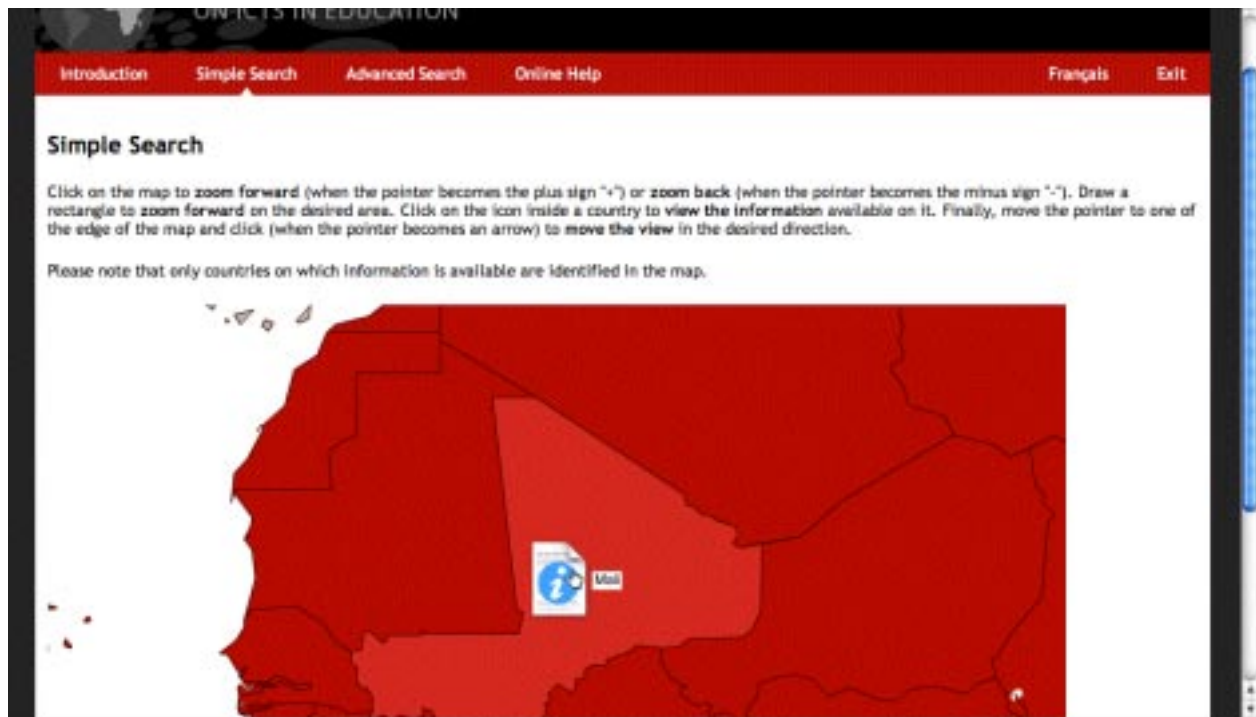 ON ICTS IN EDUCATION
Introduction Simple Search Advanced Search Online Help Français Exit
Simple Search
Click on the map to zoom forward (when the pointer becomes the plus sign "+") or zoom back (when the pointer becomes the minus sign "-"). Draw a
rectangle to zoom forward on the desired area. Click on the icon inside a country to view the information available on it. Finally, move the pointer to one of
the edge of the map and click (when the pointer becomes an arrow) to move the view in the desired direction.
Please note that only countries on which information is available are identified in the map.
Mali